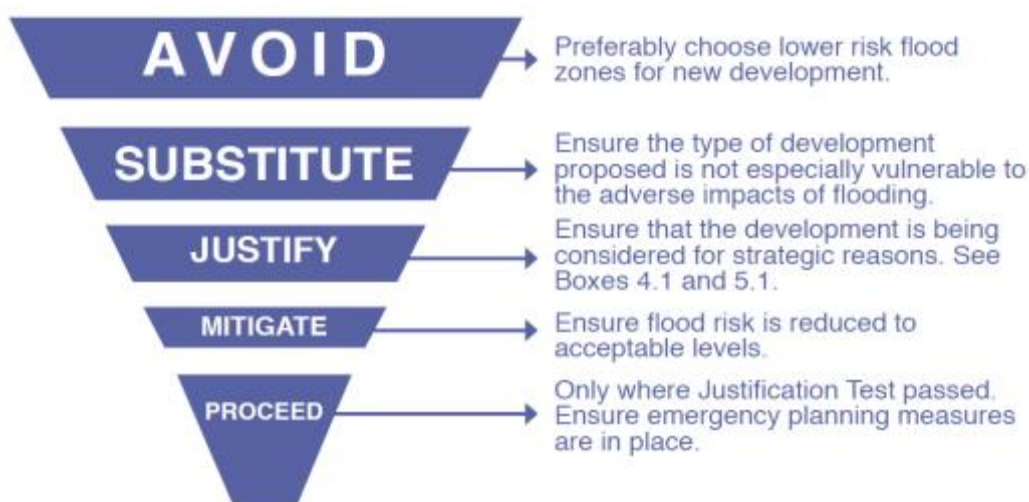 AVOID
Preferably choose lower risk flood
zones for new development.
SUBSTITUTE
Ensure the type of development
proposed is not especially vulnerable to
the adverse impacts of flooding.
JUSTIFY
Ensure that the development is being
considered for strategic reasons. See
Boxes 4.1 and 5.1.
MITIGATE
Ensure flood risk is reduced to
acceptable levels.
PROCEED
Only where Justification Test passed.
Ensure emergency planning measures
are in place.